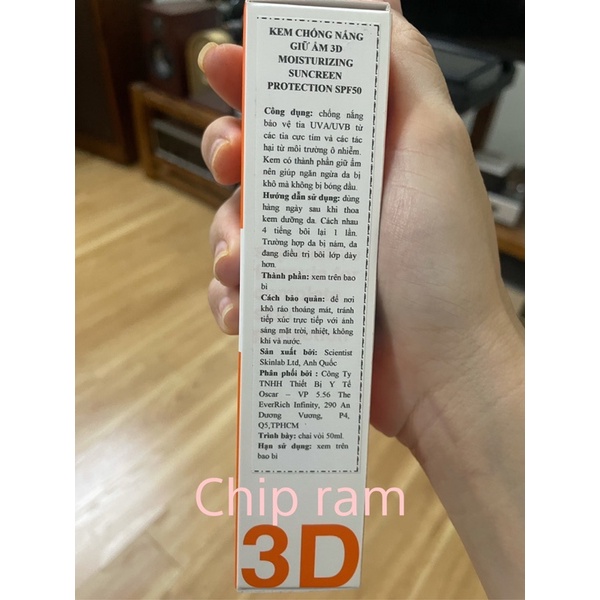 KEM CHỐNG NẮNG
GIỮ ẨM 3D
MOISTURIZING
SUNCREEN
PROTECTION SPF50
Công dụng: chống nắng
bảo vệ tia UVA/UVB từ
các tia cực tím và các tác
hại từ môi trường ô nhiễm.
Kem có thành phần giữ ẩm
nên giúp ngăn ngừa da bị
khô mà không bị bóng dầu.
Hướng dẫn sử dụng: dùng
hàng ngày sau khi thoa
kem dưỡng da. Cách nhau
4 tiếng bôi lại 1 lần.
Trường hợp da bị nám, da
đang điều trị bôi lớp dày
hơn.
Thành phần: xem trên bao
bì
Cách bảo quản: để nơi
khô ráo thoáng mát, tránh
tiếp xúc trực tiếp với ánh
sáng mặt trời, nhiệt, không
khí và nước.
Sản xuất bởi: Scientist
Skinlab Ltd, Anh Quốc
Phân phối bởi : Công Ty
TNHH Thiết Bị Y Tế
Oscar – VP 5.56 The
EverRich Infinity, 290 An
Dương Vương, P4,
Q5,TPHCM
Trình bày: chai vòi 50ml.
Hạn sử dụng: xem trên
bao bì
Chip ram
3D